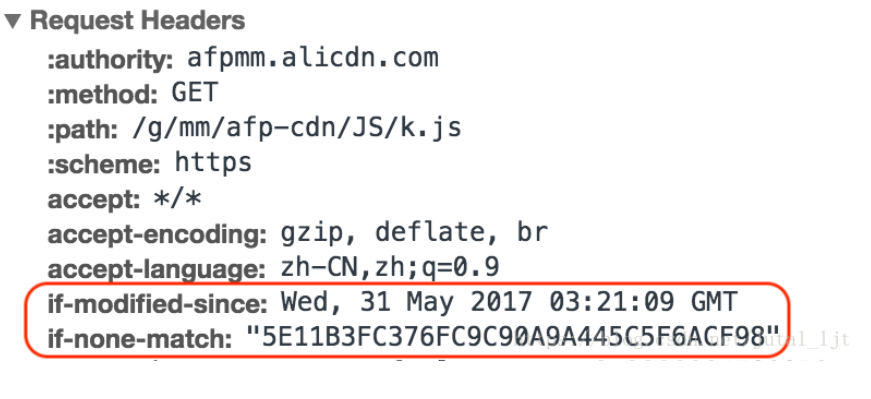 ▼ Request Headers
:authority: afpmm.alicdn.com
:method: GET
:path: /g/mm/afp-cdn/JS/k.js
:scheme: https
accept: */*
accept-encoding: gzip, deflate, br
accept-language: zh-CN,zh;q=0.9
if-modified-since: Wed, 31 May 2017 03:21:09 GMT
if-none-match: "5E11B3FC376FC9C90A9A445C5F6ACF98"